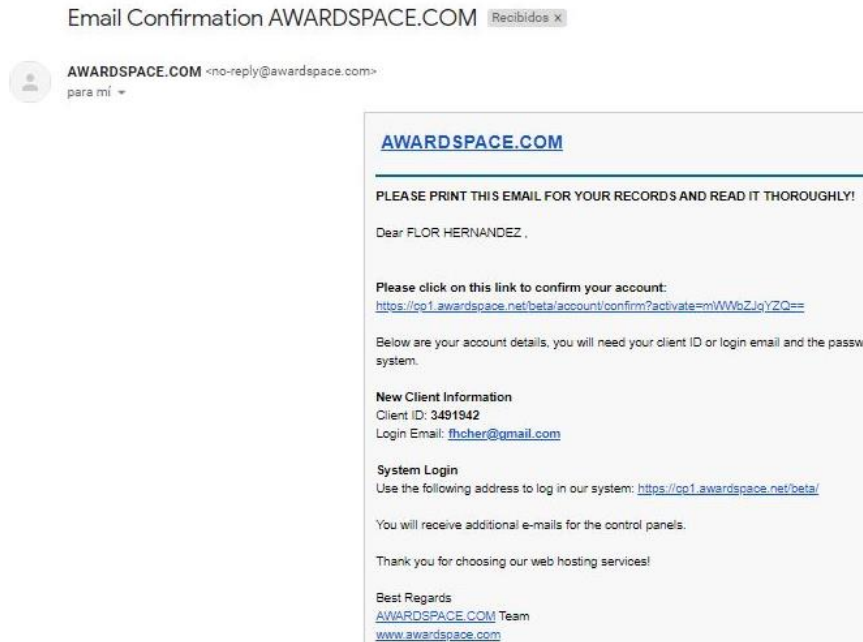 Email Confirmation AWARDSPACE.COM Recibidos x
AWARDSPACE.COM <no-reply@awardspace.com>
para mí
AWARDSPACE.COM
PLEASE PRINT THIS EMAIL FOR YOUR RECORDS AND READ IT THOROUGHLY!
Dear FLOR HERNANDEZ ,
Please click on this link to confirm your account:
https://cp1.awardspace.net/beta/account/confirm?activate=mWWbZJqYZQ==
Below are your account details, you will need your client ID or login email and the passw
system.
New Client Information
Client ID: 3491942
Login Email: fhcher@gmail.com
System Login
Use the following address to log in our system: https://cp1.awardspace.net/beta/
You will receive additional e-mails for the control panels.
Thank you for choosing our web hosting services!
Best Regards
AWARDSPACE.COM Team
www.awardspace.com